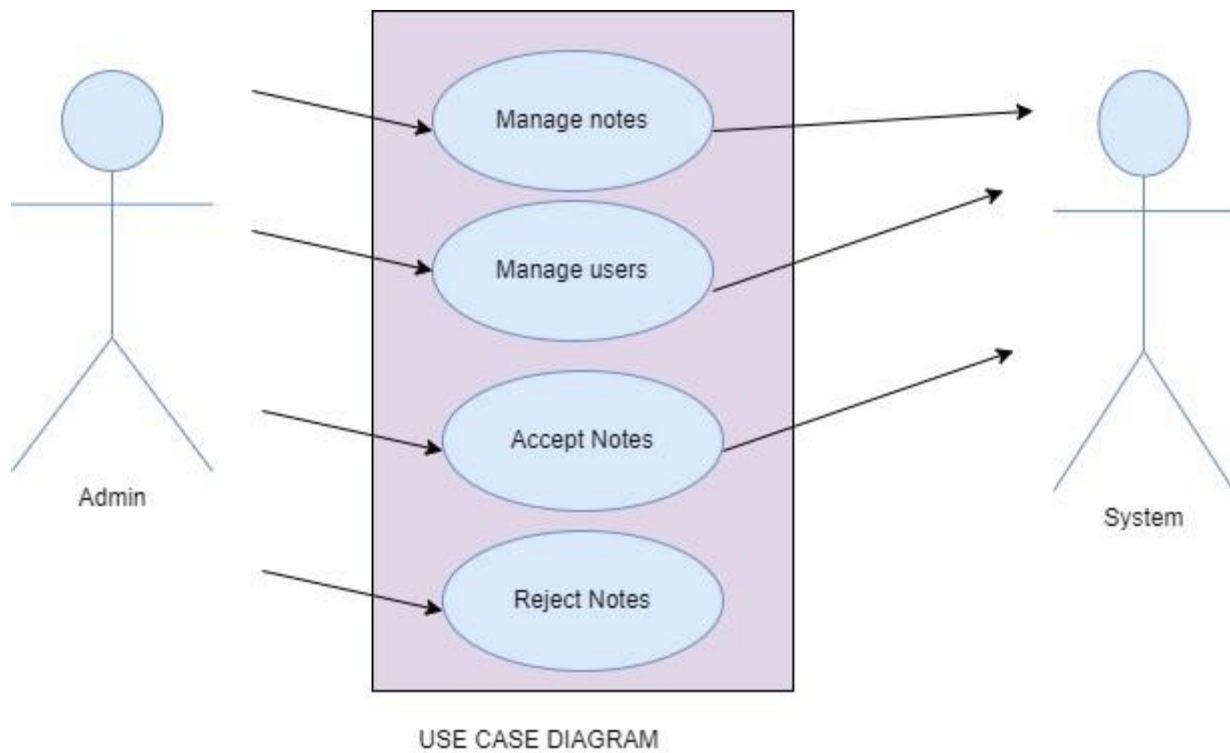 Manage notes
Manage users
Accept Notes
Reject Notes
Admin
System
USE CASE DIAGRAM